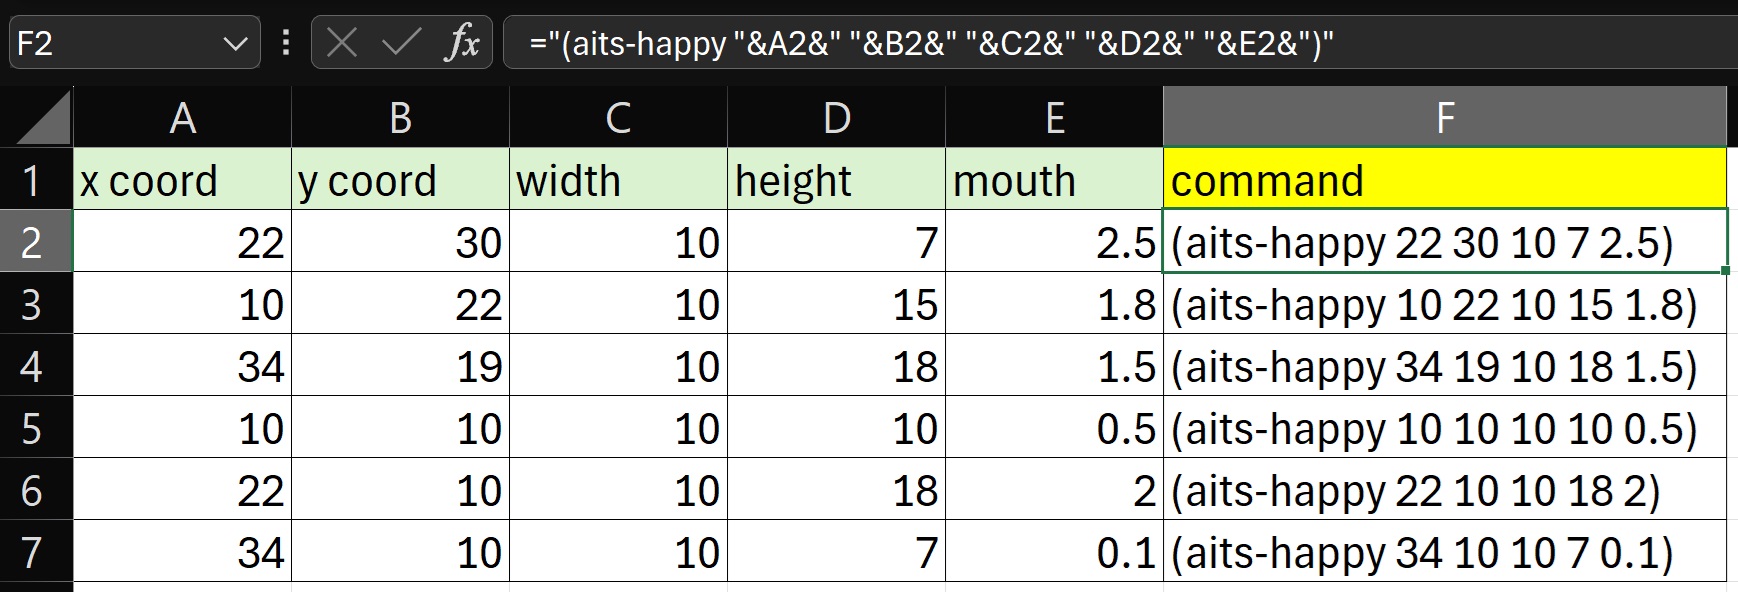 F2 fx ="(aits-happy "&A2&" "&B2&" "&C2&" "&D2&" "&E2&")"
A B C D E F
1 x coord y coord width height mouth command
2 22 30 10 7 2.5 (aits-happy 22 30 10 7 2.5)
3 10 22 10 15 1.8 (aits-happy 10 22 10 15 1.8)
4 34 19 10 18 1.5 (aits-happy 34 19 10 18 1.5)
5 10 10 10 10 0.5 (aits-happy 10 10 10 10 0.5)
6 22 10 10 18 2 (aits-happy 22 10 10 18 2)
7 34 10 10 7 0.1 (aits-happy 34 10 10 7 0.1)